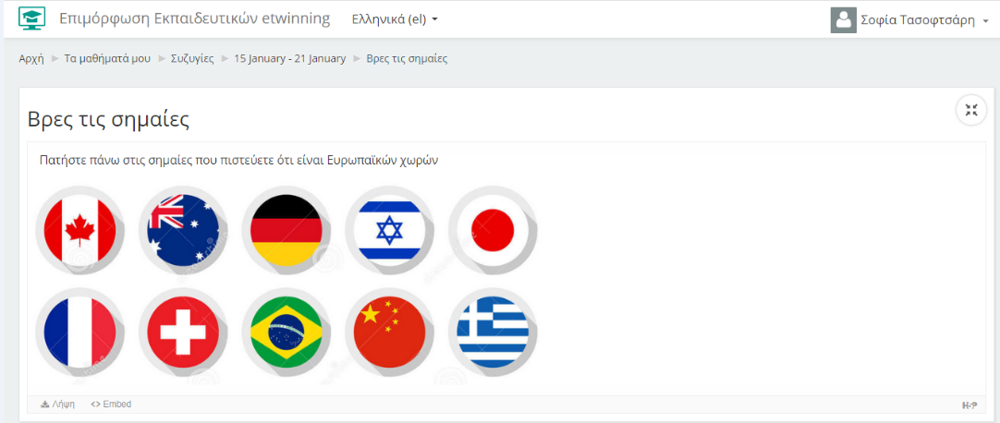 Επιμόρφωση Εκπαιδευτικών etwinning Ελληνικά (el) Σοφία Τασοφτσάρη
Αρχή Τα μαθήματά μου Συζυγίες 15 January - 21 January Βρες τις σημαίες
Βρες τις σημαίες
Πατήστε πάνω στις σημαίες που πιστεύετε ότι είναι Ευρωπαϊκών χωρών
Λήψη <> Embed H-P